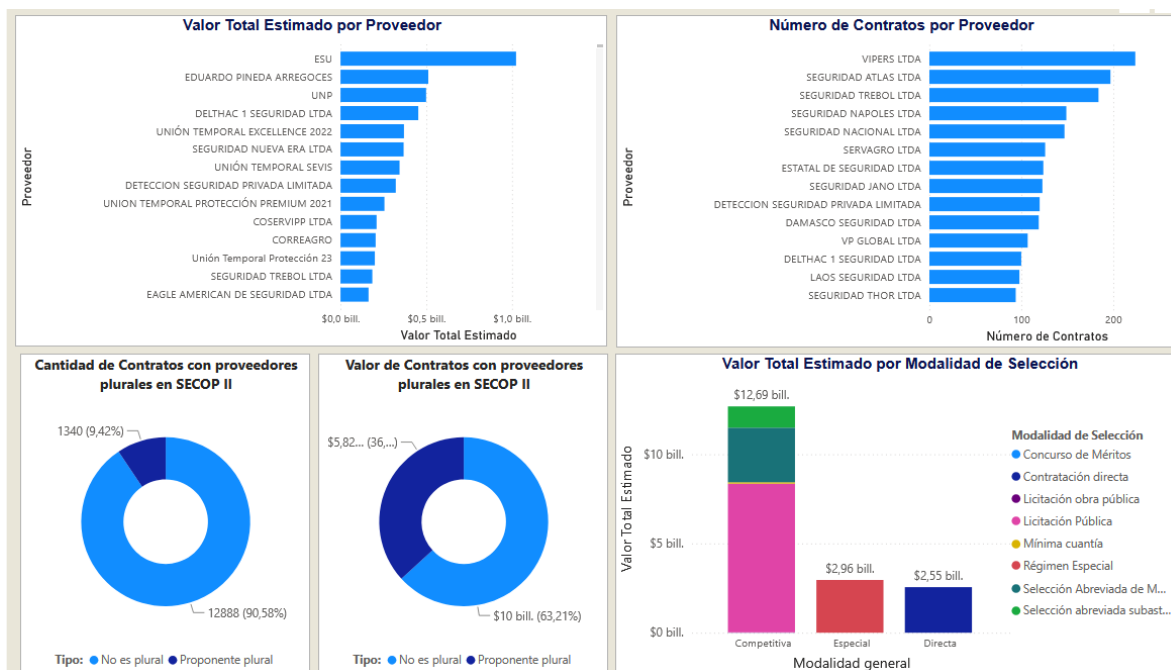 Valor Total Estimado por Proveedor
Proveedor
ESU
EDUARDO PINEDA ARREGOCES
UNP
DELTHAC 1 SEGURIDAD LTDA
UNIÓN TEMPORAL EXCELLENCE 2022
SEGURIDAD NUEVA ERA LTDA
UNIÓN TEMPORAL SEVIS
DETECCION SEGURIDAD PRIVADA LIMITADA
UNION TEMPORAL PROTECCIÓN PREMIUM 2021
COSERVIPP LTDA
CORREAGRO
Unión Temporal Protección 23
SEGURIDAD TREBOL LTDA
EAGLE AMERICAN DE SEGURIDAD LTDA
$0,0 bill. $0,5 bill. $1,0 bill.
Valor Total Estimado
Número de Contratos por Proveedor
Proveedor
VIPERS LTDA
SEGURIDAD ATLAS LTDA
SEGURIDAD TREBOL LTDA
SEGURIDAD NAPOLES LTDA
SEGURIDAD NACIONAL LTDA
SERVAGRO LTDA
ESTATAL DE SEGURIDAD LTDA
SEGURIDAD JANO LTDA
DETECCION SEGURIDAD PRIVADA LIMITADA
DAMASCO SEGURIDAD LTDA
VP GLOBAL LTDA
DELTHAC 1 SEGURIDAD LTDA
LAOS SEGURIDAD LTDA
SEGURIDAD THOR LTDA
0 100 200
Número de Contratos
Cantidad de Contratos con proveedores
plurales en SECOP II
1340 (9,42%)
12888 (90,58%)
Tipo: No es plural Proponente plural
Valor de Contratos con proveedores
plurales en SECOP II
$5,82... (36,...)
$10 bill. (63,21%)
Tipo: No es plural Proponente plural
Valor Total Estimado por Modalidad de Selección
Valor Total Estimado
$10 bill.
$5 bill.
$0 bill.
$12,69 bill.
$2,96 bill.
$2,55 bill.
Competitiva Especial Directa
Modalidad general
Modalidad de Selección
Concurso de Méritos
Contratación directa
Licitación obra pública
Licitación Pública
Mínima cuantía
Régimen Especial
Selección Abreviada de M...
Selección abreviada subast...